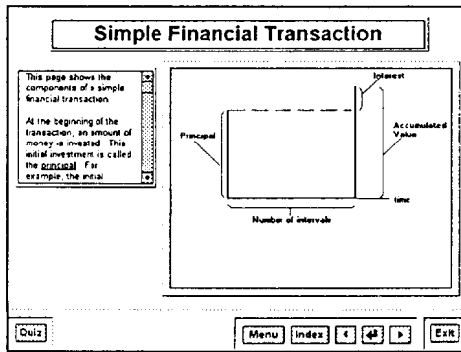 Simple Financial Transaction
This page shows the
components of a simple
financial transaction
At the beginning of the
transaction, an amount of
money is invested. This
initial investment is called
the principal. For
example, the initial
Interest
Principal
Accumulated
Value
time
Number of intervals
Quiz
Menu
Index
Exit